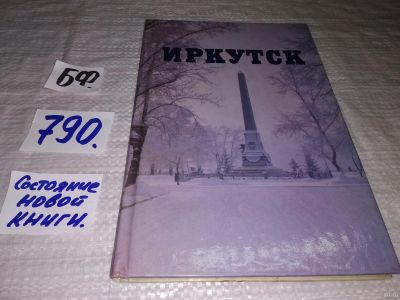 ИРКУТСК
БФ.
790.
Состояние
новой
книги.